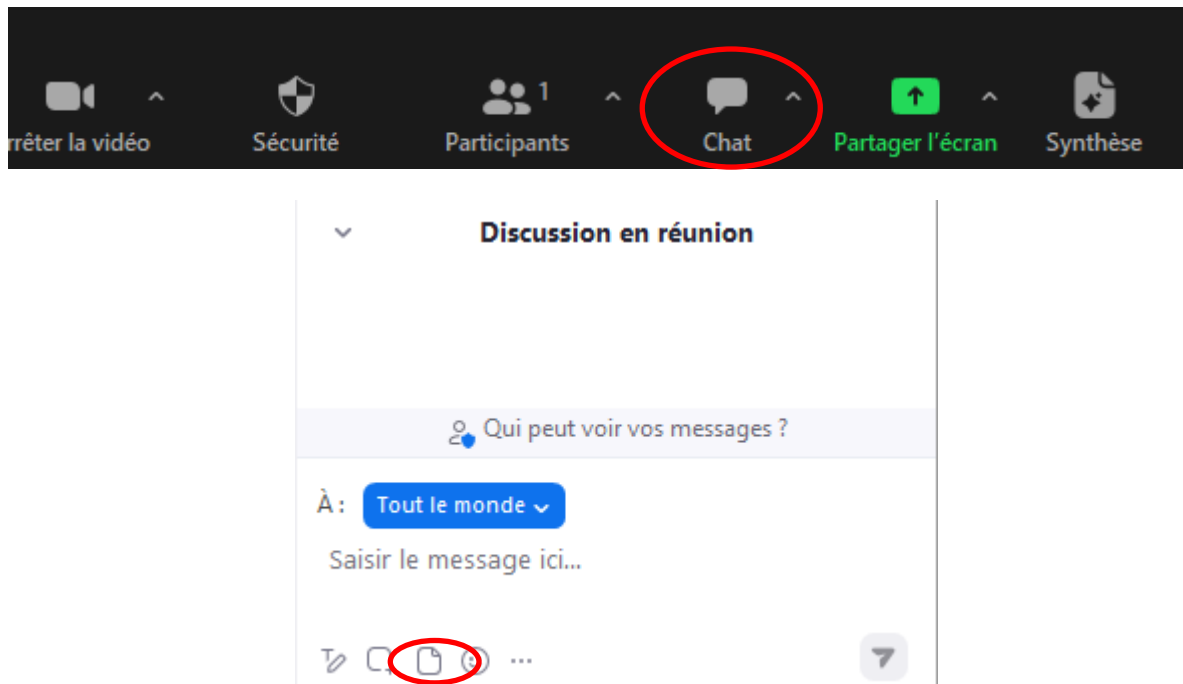 rrêter la vidéo
Sécurité
1
Participants
Chat
Partager l'écran
Synthèse
Discussion en réunion
Qui peut voir vos messages ?
À : Tout le monde
Saisir le message ici...